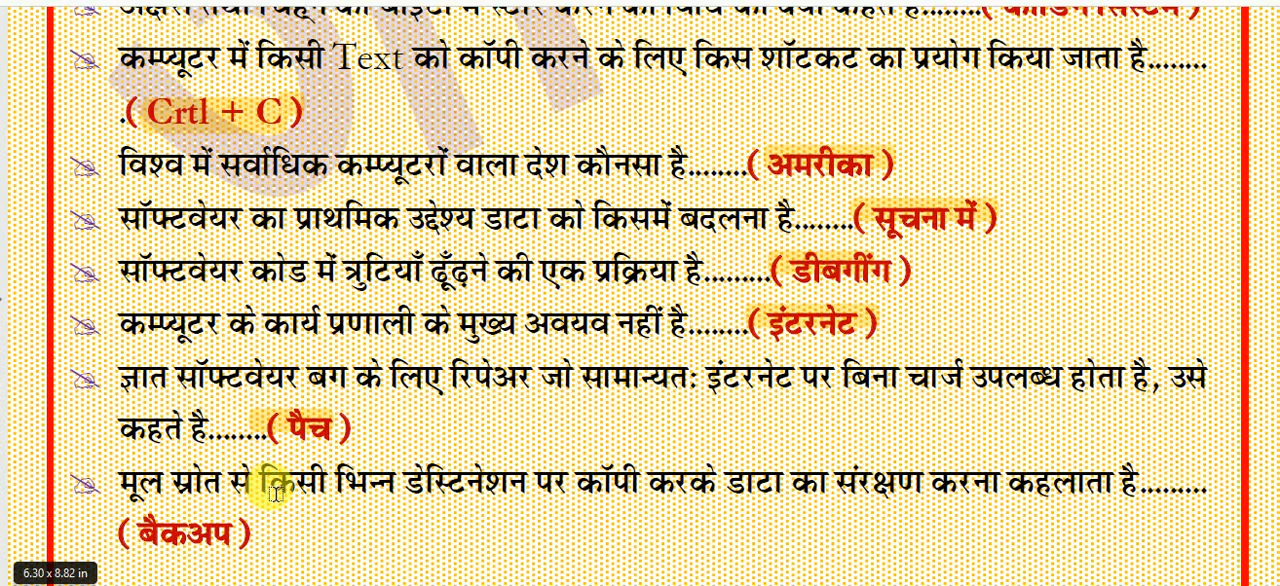 कम्प्यूटर में किसी Text को कॉपी करने के लिए किस शॉटकट का प्रयोग किया जाता है........
.( Crtl + C )
विश्व में सर्वाधिक कम्प्यूटरों वाला देश कौनसा है........( अमरीका )
सॉफ्टवेयर का प्राथमिक उद्देश्य डाटा को किसमें बदलना है........( सूचना में )
सॉफ्टवेयर कोड में त्रुटियाँ ढूँढ़ने की एक प्रक्रिया है.........( डीबगींग )
कम्प्यूटर के कार्य प्रणाली के मुख्य अवयव नहीं है........( इंटरनेट )
ज्ञात सॉफ्टवेयर बग के लिए रिपेअर जो सामान्यत: इंटरनेट पर बिना चार्ज उपलब्ध होता है, उसे
कहते है........( पैच )
मूल स्रोत से किसी भिन्न डेस्टिनेशन पर कॉपी करके डाटा का संरक्षण करना कहलाता है.........
( बैकअप )
6.30 x 8.82 in